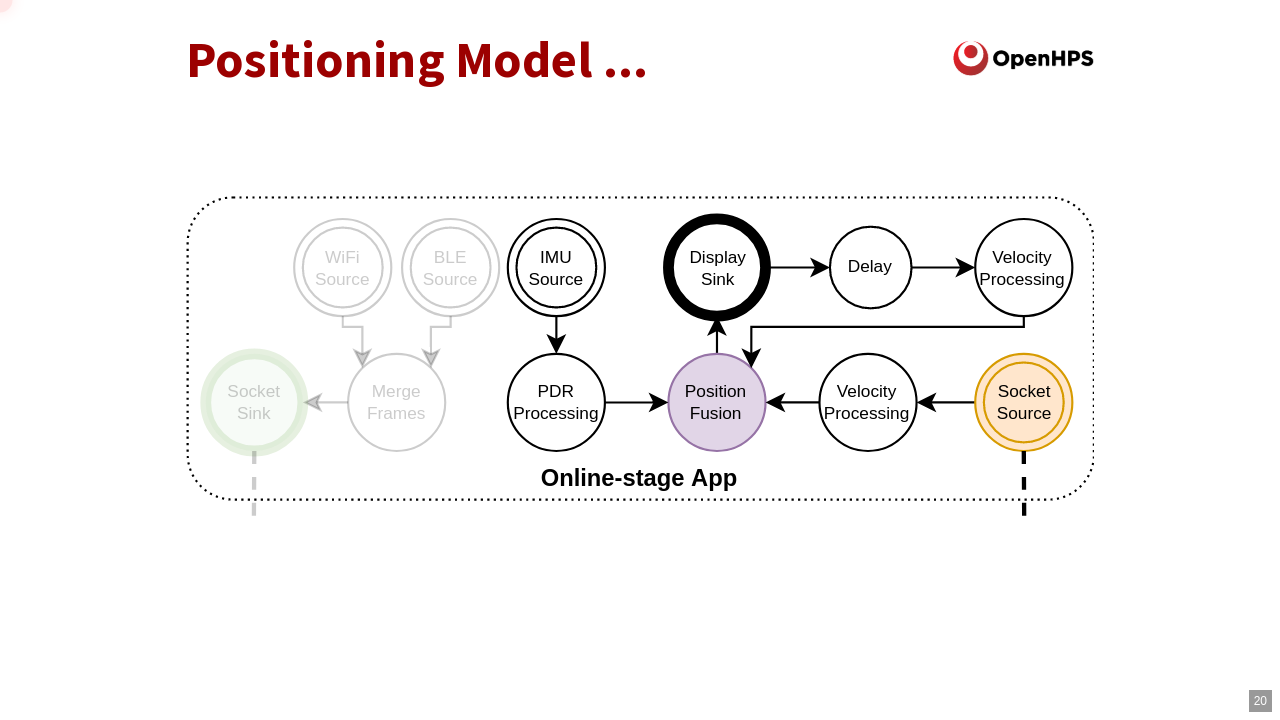 Positioning Model ...
OpenHPS
WiFi
Source
BLE
Source
IMU
Source
Display
Sink
Delay
Velocity
Processing
Socket
Sink
Merge
Frames
PDR
Processing
Position
Fusion
Velocity
Processing
Socket
Source
Online-stage App
20